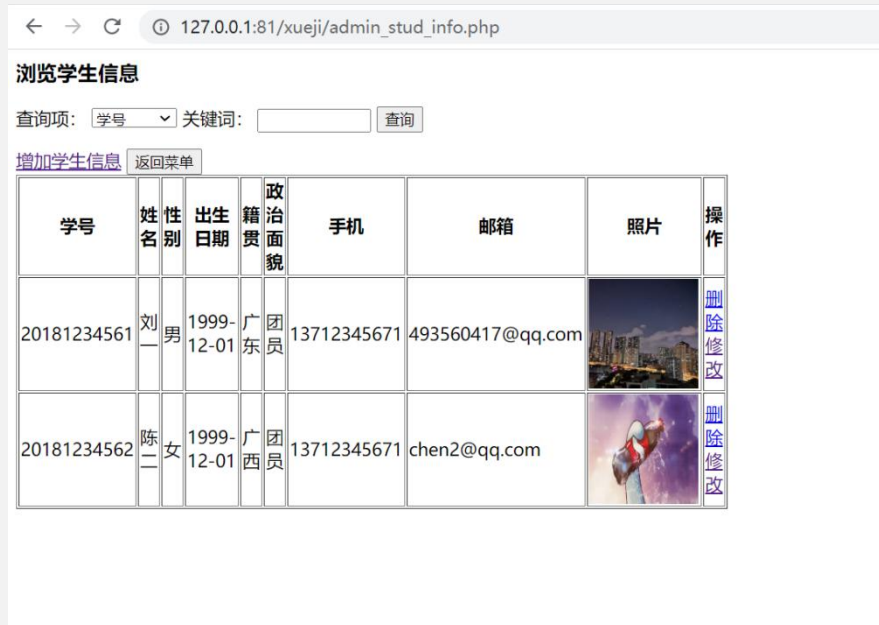 127.0.0.1:81/xueji/admin_stud_info.php
浏览学生信息
查询项： 学号 关键词： 查询
增加学生信息 返回菜单
学号 姓名 性别 出生日期 籍贯 政治面貌 手机 邮箱 照片 操作
20181234561 刘一 男 1999-12-01 广东 团员 13712345671 493560417@qq.com 删除 修改
20181234562 陈二 女 1999-12-01 广西 团员 13712345671 chen2@qq.com 删除 修改